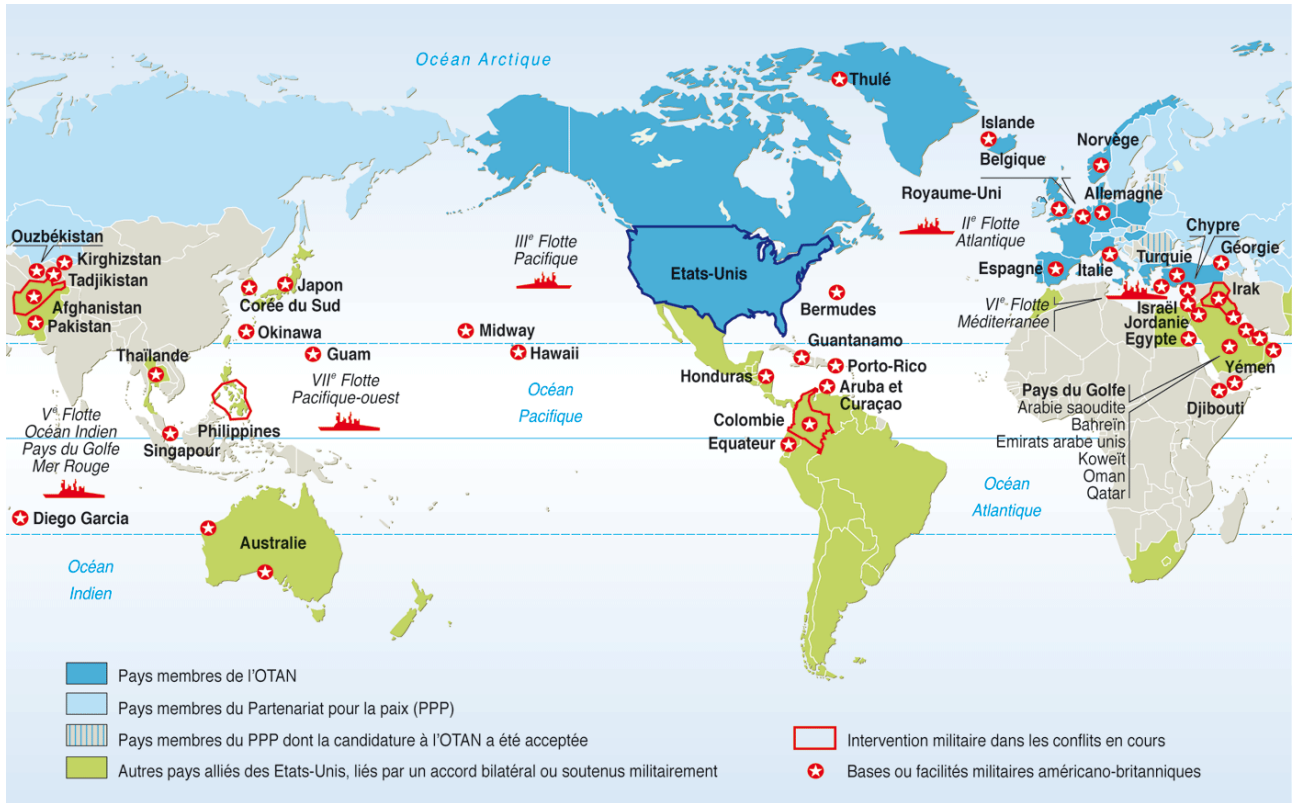 Océan Arctique
Thulé
Islande
Norvège
Belgique
Allemagne
Royaume-Uni
IIe Flotte
Atlantique
Chypre
Géorgie
Turquie
Espagne
Italie
Irak
VIe Flotte
Méditerranée
Israël
Jordanie
Egypte
Yémen
Djibouti
Pays du Golfe
Arabie saoudite
Bahreïn
Emirats arabe unis
Koweït
Oman
Qatar
Ouzbékistan
Kirghizstan
Tadjikistan
Afghanistan
Pakistan
Japon
Corée du Sud
Okinawa
Thaïlande
Guam
VIIe Flotte
Pacifique-ouest
Philippines
Singapour
Ve Flotte
Océan Indien
Pays du Golfe
Mer Rouge
Diego Garcia
Australie
Océan
Indien
IIIe Flotte
Pacifique
Midway
Hawaii
Océan
Pacifique
Etats-Unis
Bermudes
Guantanamo
Porto-Rico
Honduras
Aruba et
Curaçao
Colombie
Equateur
Océan
Atlantique
Pays membres de l'OTAN
Pays membres du Partenariat pour la paix (PPP)
Pays membres du PPP dont la candidature à l'OTAN a été acceptée
Autres pays alliés des Etats-Unis, liés par un accord bilatéral ou soutenus militairement
Intervention militaire dans les conflits en cours
Bases ou facilités militaires américano-britanniques